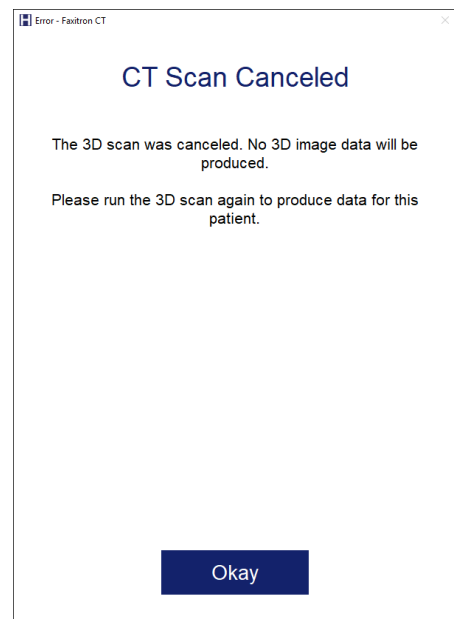 Error - Faxitron CT
CT Scan Canceled
The 3D scan was canceled. No 3D image data will be
produced.
Please run the 3D scan again to produce data for this
patient.
Okay